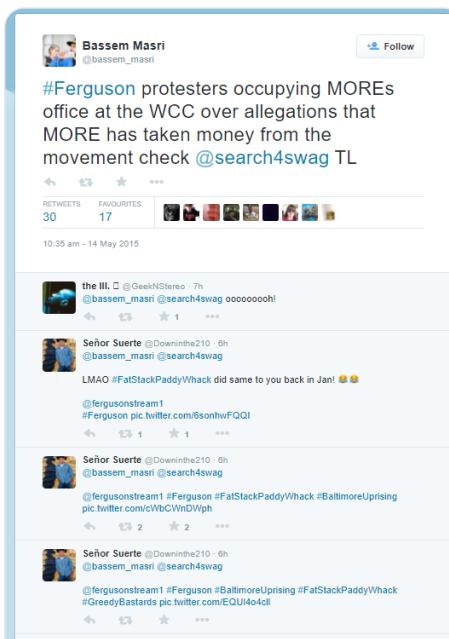 Bassem Masri
@bassem_masri
Follow
#Ferguson protesters occupying MOREs
office at the WCC over allegations that
MORE has taken money from the
movement check @search4swag TL
RETWEETS FAVOURITES
30 17
10:35 am - 14 May 2015
the Ill. @GeekNStereo · 7h
@bassem_masri @search4swag ooooooooh!
1
Señor Suerte @Downinthe210 · 6h
@bassem_masri @search4swag
LMAO #FatStackPaddyWhack did same to you back in Jan! 😂😂
@fergusonstream1
#Ferguson pic.twitter.com/6sonhwFQQI
1 1
Señor Suerte @Downinthe210 · 6h
@bassem_masri @search4swag
@fergusonstream1 #Ferguson #FatStackPaddyWhack #BaltimoreUprising
pic.twitter.com/cWbCWnDWph
2 2
Señor Suerte @Downinthe210 · 6h
@bassem_masri @search4swag
@fergusonstream1 #Ferguson #BaltimoreUprising #FatStackPaddyWhack
#GreedyBastards pic.twitter.com/EQUl4o4cll